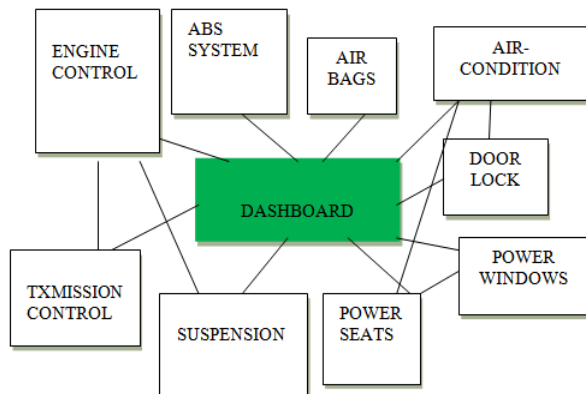 ENGINE
CONTROL
ABS
SYSTEM
AIR
BAGS
AIR-
CONDITION
DOOR
LOCK
DASHBOARD
TXMISSION
CONTROL
SUSPENSION
POWER
SEATS
POWER
WINDOWS